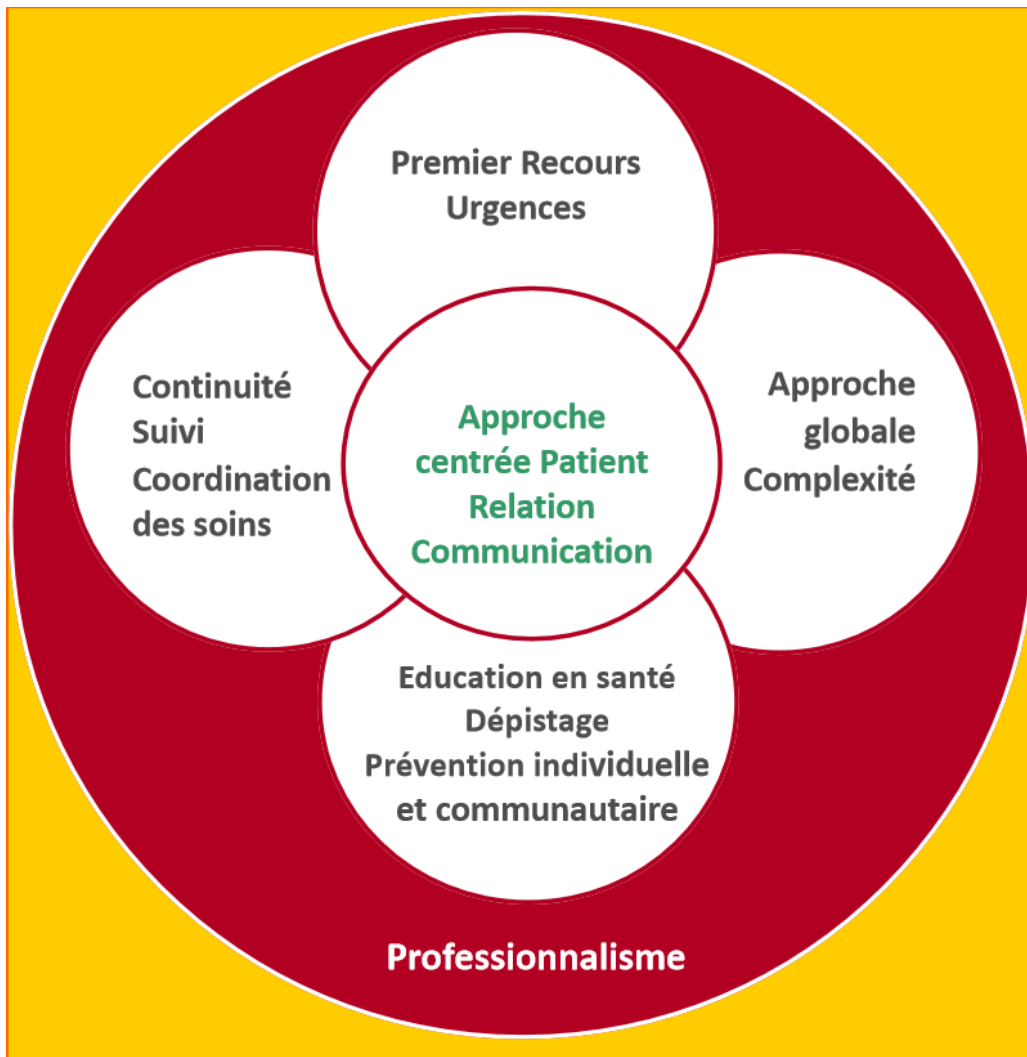 Premier Recours
Urgences
Continuité
Suivi
Coordination
des soins
Approche
centrée Patient
Relation
Communication
Approche
globale
Complexité
Education en santé
Dépistage
Prévention individuelle
et communautaire
Professionnalisme